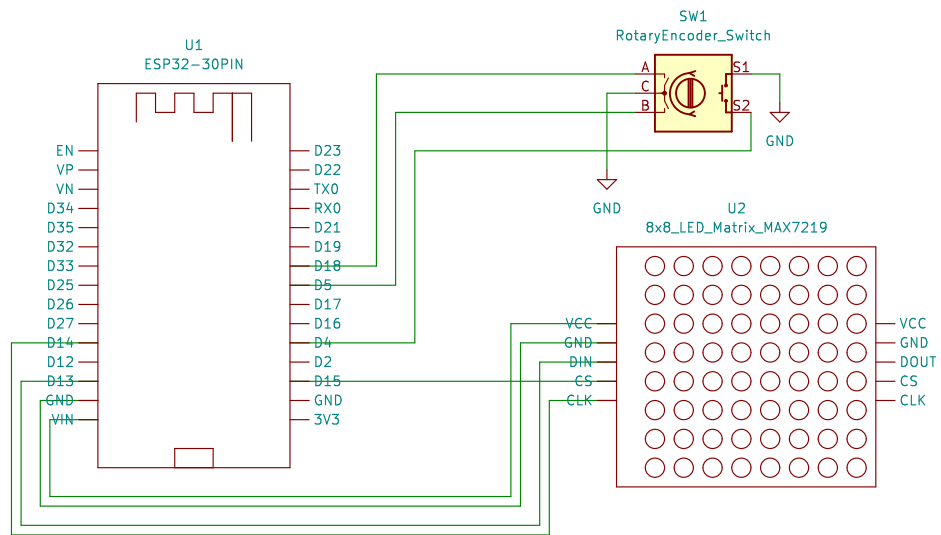 SW1
RotaryEncoder_Switch
A
C
B
S1
S2
GND
GND
U1
ESP32-30PIN
EN
VP
VN
D34
D35
D32
D33
D25
D26
D27
D14
D12
D13
GND
VIN
D23
D22
TX0
RX0
D21
D19
D18
D5
D17
D16
D4
D2
D15
GND
3V3
U2
8x8_LED_Matrix_MAX7219
VCC
GND
DIN
CS
CLK
VCC
GND
DOUT
CS
CLK